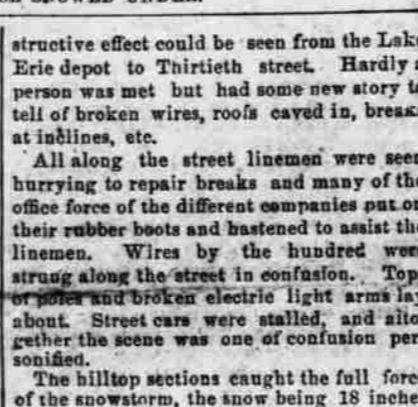 structive effect could be seen from the Lake
Erie depot to Thirtieth street. Hardly a
person was met but had some new story to
tell of broken wires, roofs caved in, breaks
at inclines, etc.
All along the street linemen were seen
hurrying to repair breaks and many of the
office force of the different companies put on
their rubber boots and hastened to assist the
linemen. Wires by the hundred were
strung along the street in confusion. Top
of poles and broken electric light arms lay
about. Street cars were stalled, and alto
gether the scene was one of confusion per
sonified.
The hilltop sections caught the full force
of the snowstorm, the snow being 18 inches